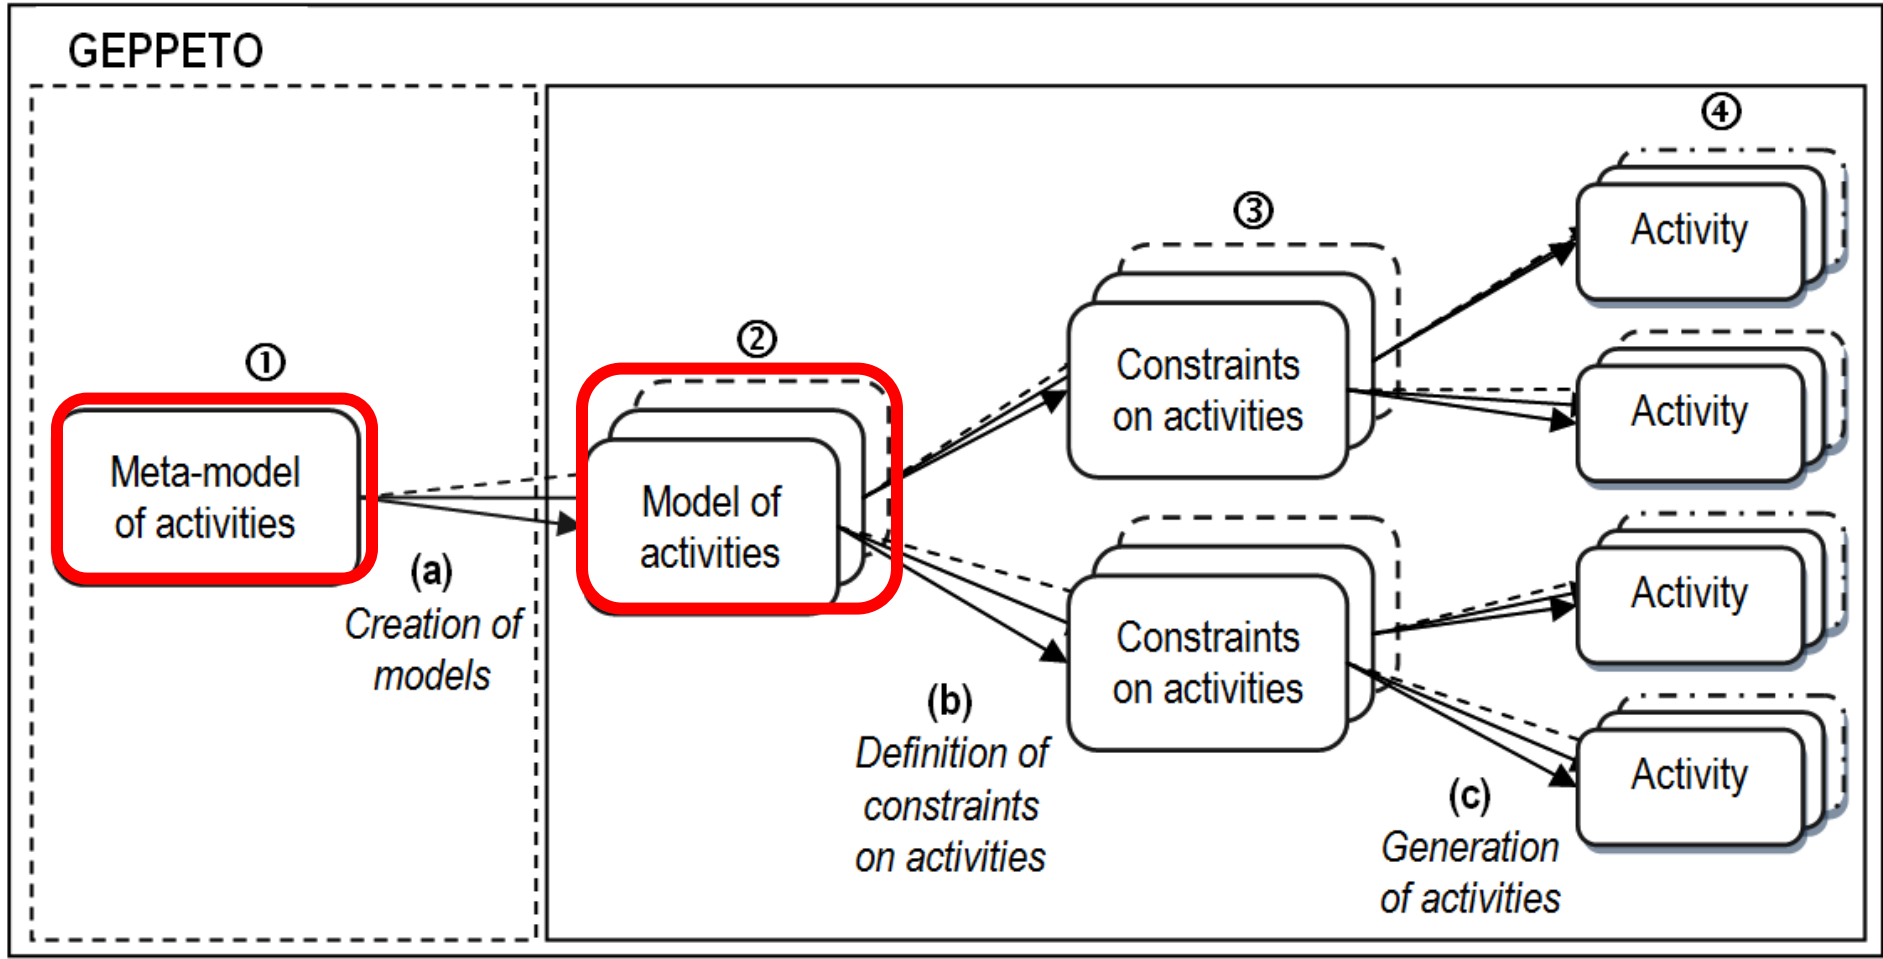 GEPPETO
①
Meta-model
of activities
(a)
Creation of
models
②
Model of
activities
(b)
Definition of
constraints
on activities
③
Constraints
on activities
Constraints
on activities
(c)
Generation
of activities
④
Activity
Activity
Activity
Activity